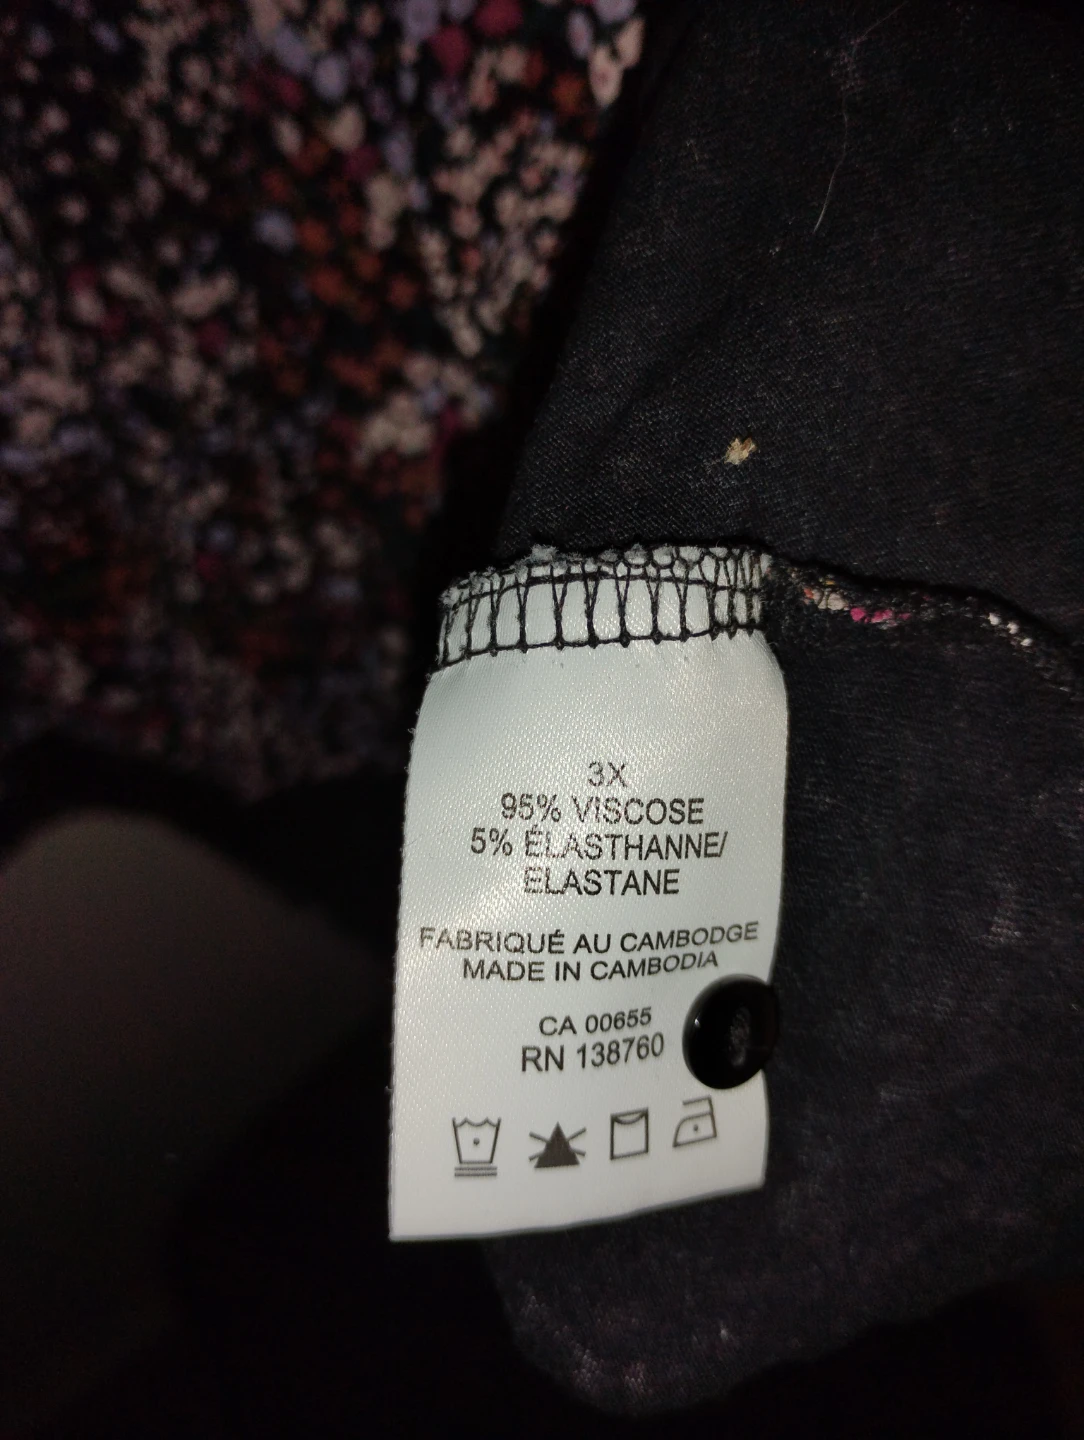 3X
95% VISCOSE
5% ÉLASTHANNE/
ELASTANE
FABRIQUÉ AU CAMBODGE
MADE IN CAMBODIA
CA 00655
RN 138760